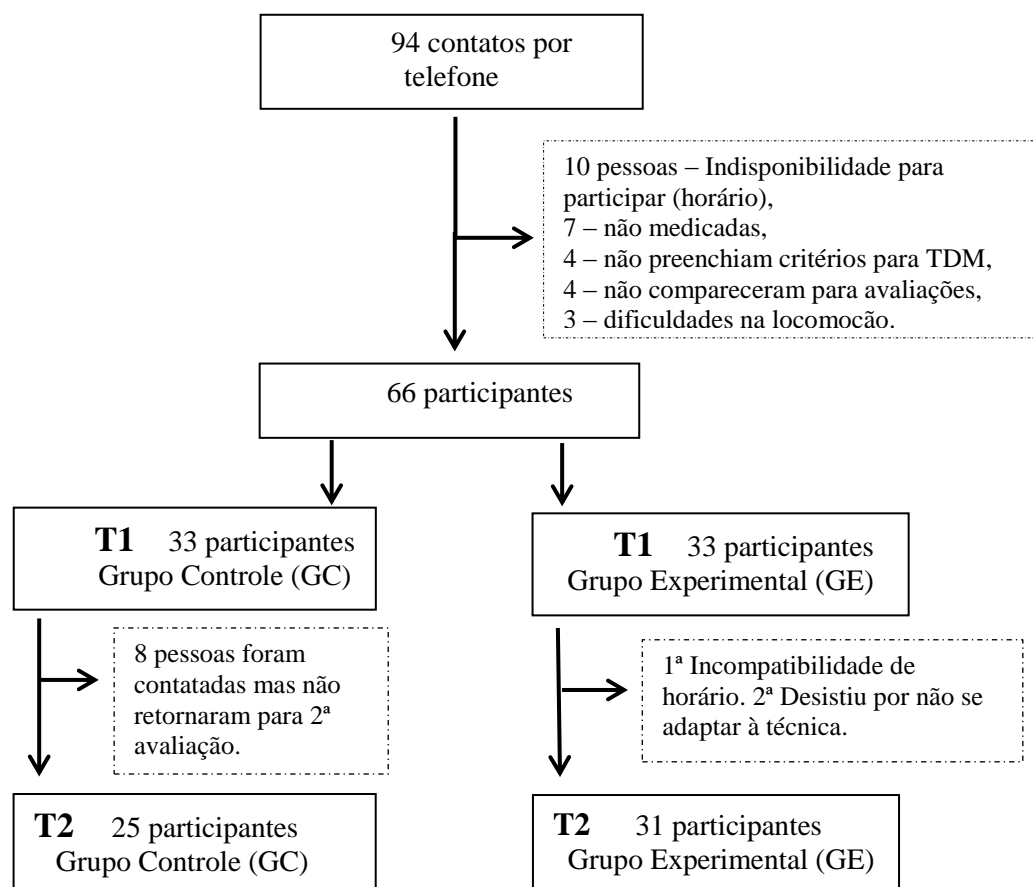 94 contatos por
telefone
10 pessoas – Indisponibilidade para
participar (horário),
7 – não medicadas,
4 – não preenchiam critérios para TDM,
4 – não compareceram para avaliações,
3 – dificuldades na locomocão.
66 participantes
T1 33 participantes
Grupo Controle (GC)
T1 33 participantes
Grupo Experimental (GE)
8 pessoas foram
contatadas mas não
retornaram para 2ª
avaliação.
1ª Incompatibilidade de
horário. 2ª Desistiu por não se
adaptar à técnica.
T2 25 participantes
Grupo Controle (GC)
T2 31 participantes
Grupo Experimental (GE)